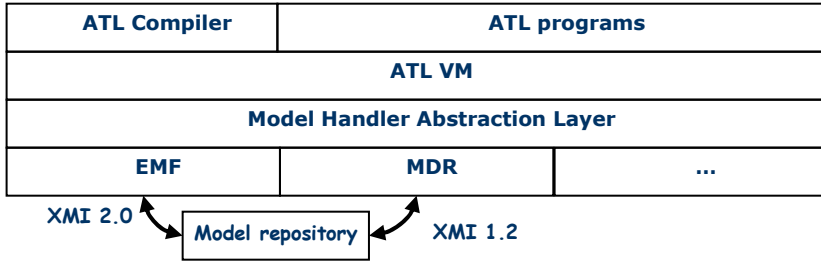 ATL Compiler
ATL programs
ATL VM
Model Handler Abstraction Layer
EMF
MDR
...
XMI 2.0
Model repository
XMI 1.2